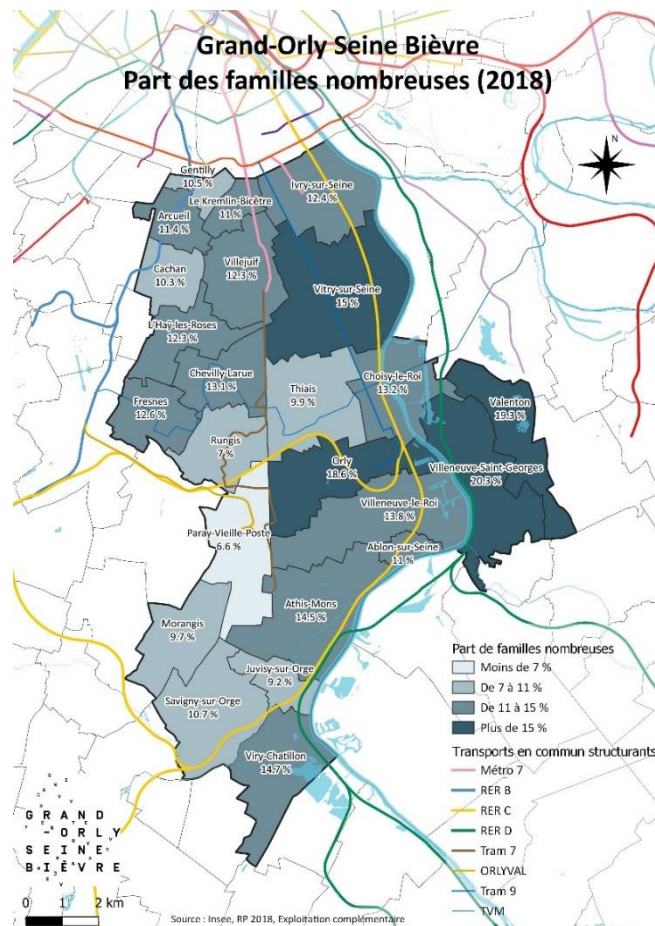 Grand-Orly Seine Bièvre
Part des familles nombreuses (2018)
N
Gentilly
10.5 %
Le Kremlin-Bicêtre
11 %
Ivry-sur-Seine
12.4 %
Arcueil
11.4 %
Villejuif
12.3 %
Cachan
10.3 %
Vitry-sur-Seine
15 %
L'Haÿ-les-Roses
12.3 %
Chevilly-Larue
13.1 %
Thiais
9.9 %
Choisy-le-Roi
13.2 %
Fresnes
12.6 %
Valenton
19.3 %
Rungis
7 %
Orly
18.6 %
Villeneuve-Saint-Georges
20.3 %
Villeneuve-le-Roi
13.8 %
Paray-Vieille-Poste
6.6 %
Ablon-sur-Seine
11 %
Athis-Mons
14.5 %
Morangis
9.7 %
Juvisy-sur-Orge
9.2 %
Savigny-sur-Orge
10.7 %
Viry-Chatillon
14.7 %
Part de familles nombreuses
Moins de 7 %
De 7 à 11 %
De 11 à 15 %
Plus de 15 %
Transports en commun structurants
Métro 7
RER B
RER C
RER D
Tram 7
ORLYVAL
Tram 9
TVM
GRAND
-ORLY
SEINE
BIÈVRE
0 1 2 km
Source : Insee, RP 2018, Exploitation complémentaire